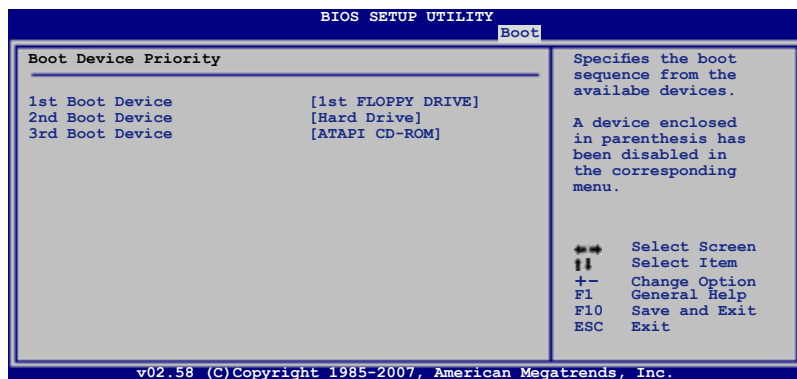 BIOS SETUP UTILITY
Boot
Boot Device Priority
1st Boot Device [1st FLOPPY DRIVE]
2nd Boot Device [Hard Drive]
3rd Boot Device [ATAPI CD-ROM]
Specifies the boot
sequence from the
availabe devices.
A device enclosed
in parenthesis has
been disabled in
the corresponding
menu.
←→ Select Screen
↑↓ Select Item
+- Change Option
F1 General Help
F10 Save and Exit
ESC Exit
v02.58 (C)Copyright 1985-2007, American Megatrends, Inc.